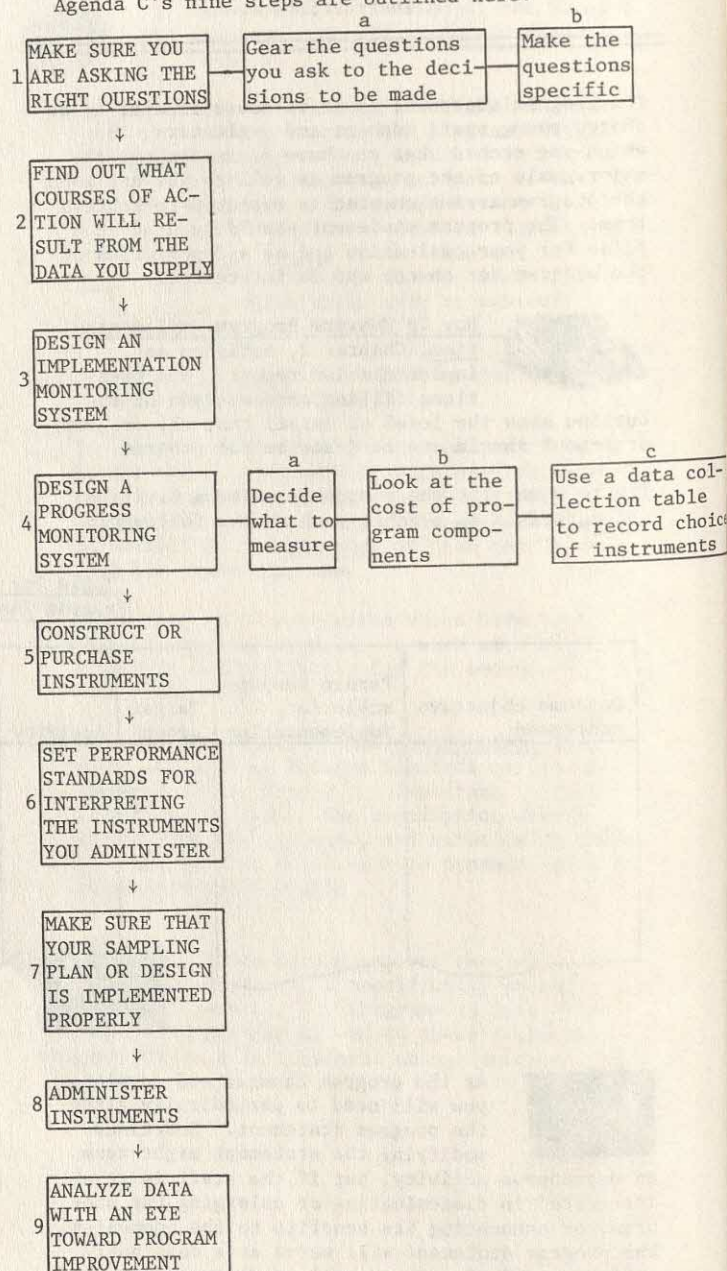 Agenda C's nine steps are outlined here.
a
b
1 MAKE SURE YOU
ARE ASKING THE
RIGHT QUESTIONS
Gear the questions
you ask to the deci-
sions to be made
Make the
questions
specific
↓
2 FIND OUT WHAT
COURSES OF AC-
TION WILL RE-
SULT FROM THE
DATA YOU SUPPLY
↓
3 DESIGN AN
IMPLEMENTATION
MONITORING
SYSTEM
↓
4 DESIGN A
PROGRESS
MONITORING
SYSTEM
a
Decide
what to
measure
b
Look at the
cost of pro-
gram compo-
nents
c
Use a data col-
lection table
to record choice
of instruments
↓
5 CONSTRUCT OR
PURCHASE
INSTRUMENTS
↓
6 SET PERFORMANCE
STANDARDS FOR
INTERPRETING
THE INSTRUMENTS
YOU ADMINISTER
↓
7 MAKE SURE THAT
YOUR SAMPLING
PLAN OR DESIGN
IS IMPLEMENTED
PROPERLY
↓
8 ADMINISTER
INSTRUMENTS
↓
9 ANALYZE DATA
WITH AN EYE
TOWARD PROGRAM
IMPROVEMENT